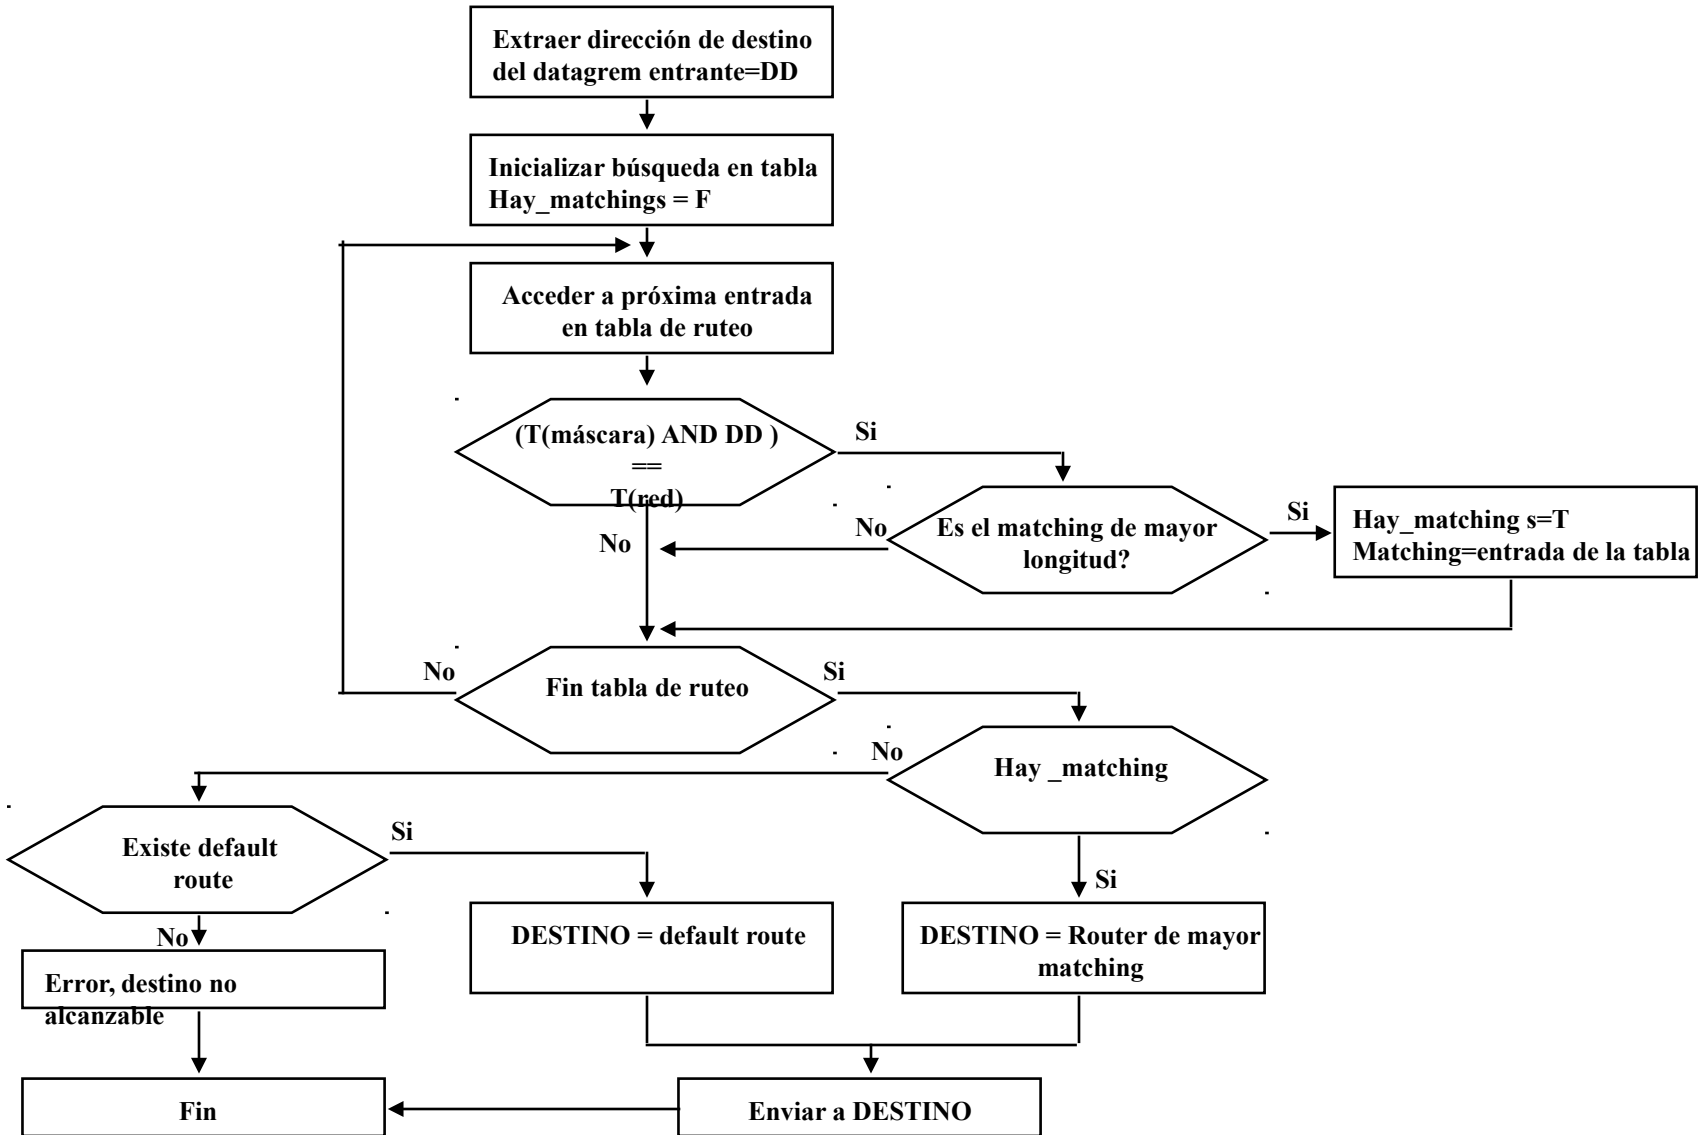 Extraer dirección de destino
del datagrem entrante=DD
Inicializar búsqueda en tabla
Hay_matchings = F
Acceder a próxima entrada
en tabla de ruteo
(T(máscara) AND DD )
==
T(red)
Si
No
Es el matching de mayor
longitud?
No
Si
Hay_matching s=T
Matching=entrada de la tabla
Fin tabla de ruteo
No
Si
Hay _matching
No
Si
Existe default
route
Si
No
DESTINO = default route
DESTINO = Router de mayor
matching
Error, destino no
alcanzable
Fin
Enviar a DESTINO